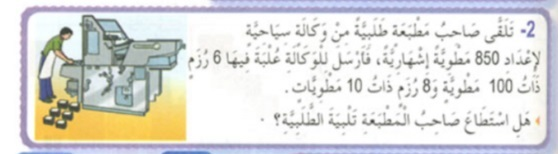 2- تَلَقَّى صَاحِبُ مَطْبَعَة طَلَبِيَّةً مِنْ وَكَالَة سِيَاحِيَّة
لِإعْدَاد 850 مَطْوِيَّةً إِشْهَارِيَّةً، فَأَرْسَلَ لِلْوَكَالَةِ عُلْبَةً فِيهَا 6 رُزَمٍ
ذَاتُ 100 مَطْوِيَّةٍ وَ8 رُزَمٍ ذَاتُ 10 مَطْوِيَّات.
هَلِ اسْتَطَاعَ صَاحِبُ الْمَطْبَعَةِ تَلْبِيَةَ الطَّلَبِيَّةِ؟